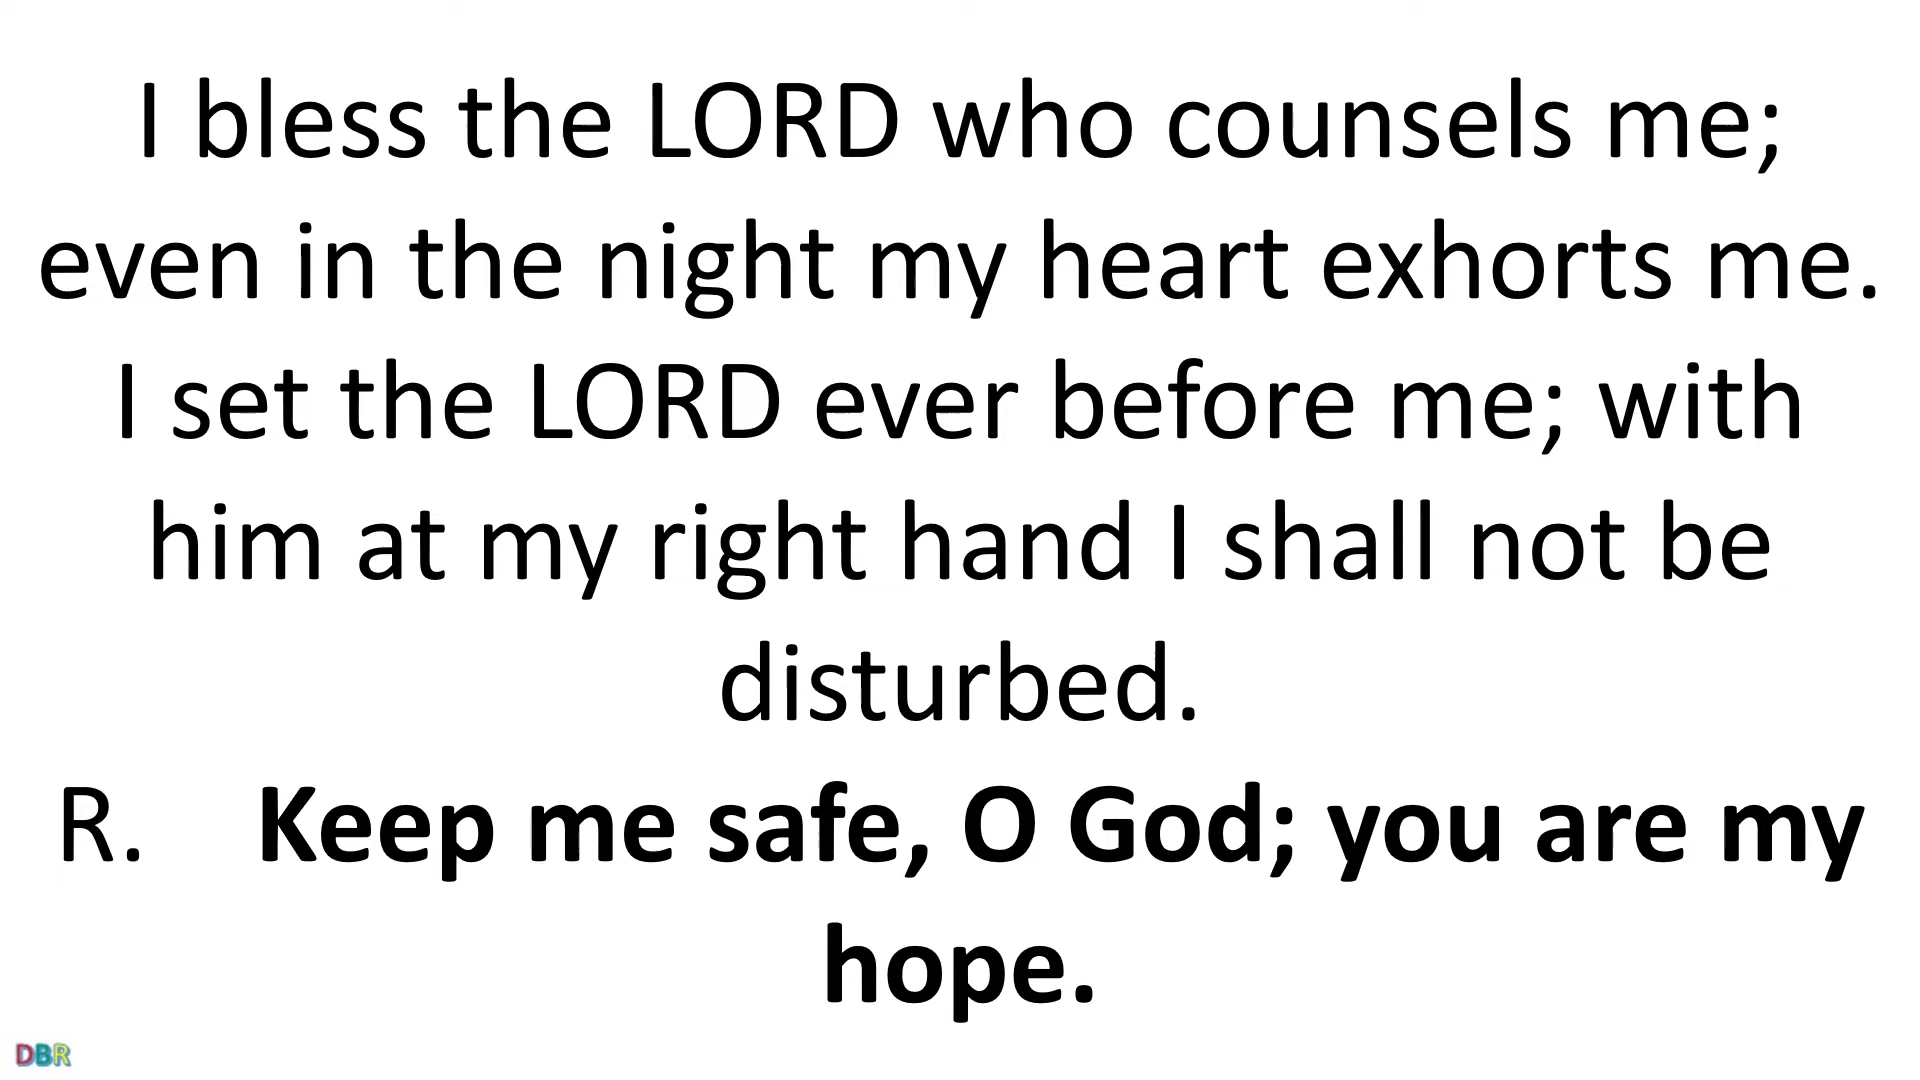 I bless the LORD who counsels me;
even in the night my heart exhorts me.
I set the LORD ever before me; with
him at my right hand I shall not be
disturbed.
R. Keep me safe, O God; you are my
hope.
DBR